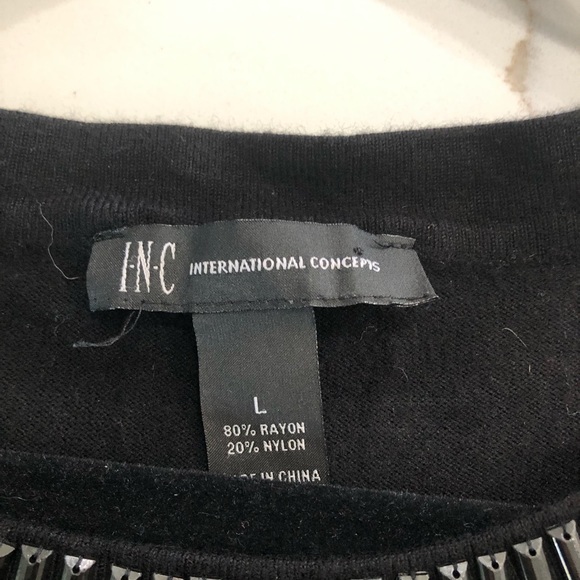 I·N·C INTERNATIONAL CONCEPTS
L
80% RAYON
20% NYLON
IN CHINA